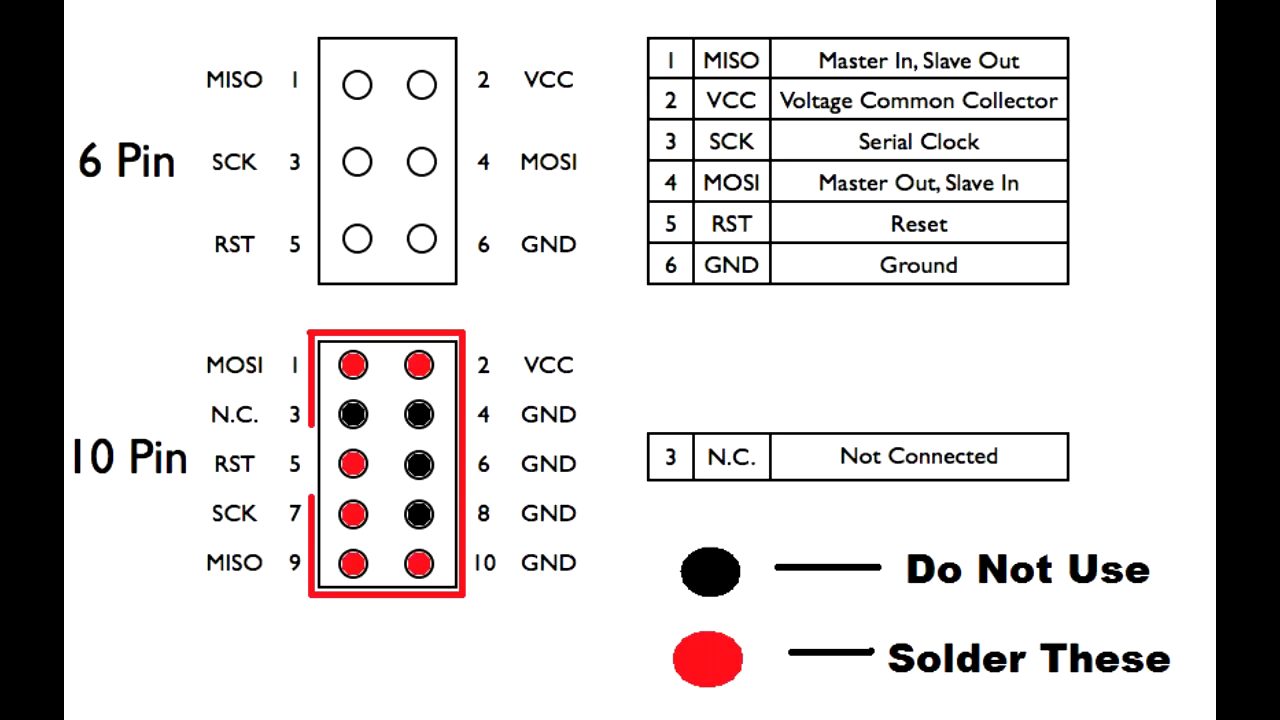 MISO 1 2 VCC
6 Pin SCK 3 4 MOSI
RST 5 6 GND
1 MISO Master In, Slave Out
2 VCC Voltage Common Collector
3 SCK Serial Clock
4 MOSI Master Out, Slave In
5 RST Reset
6 GND Ground
MOSI 1 2 VCC
N.C. 3 4 GND
10 Pin RST 5 6 GND
SCK 7 8 GND
MISO 9 10 GND
3 N.C. Not Connected
Do Not Use
Solder These